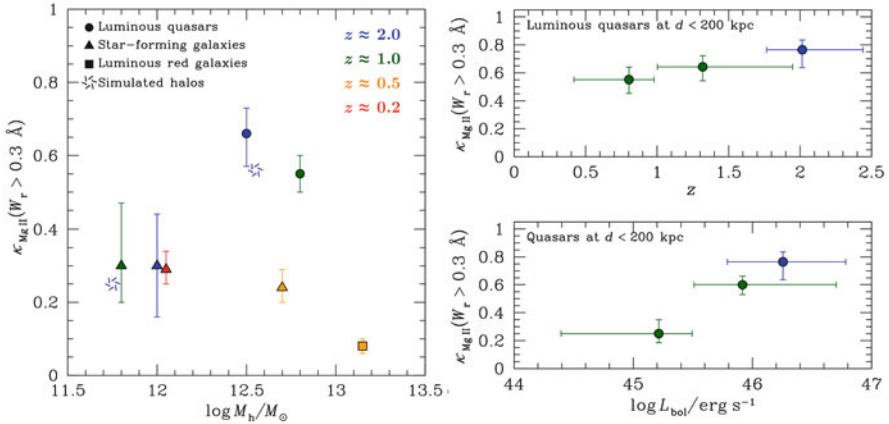 Luminous quasars
Star-forming galaxies
Luminous red galaxies
Simulated halos
z ≈ 2.0
z ≈ 1.0
z ≈ 0.5
z ≈ 0.2
κMg II(Wr > 0.3 Å)
0
0.2
0.4
0.6
0.8
11.5
12
12.5
13
13.5
log Mh/M⊙
Luminous quasars at d < 200 kpc
κMg II(Wr > 0.3 Å)
1
0.8
0.6
0.4
0.2
0
0
0.5
1
1.5
2
2.5
z
Quasars at d < 200 kpc
κMg II(Wr > 0.3 Å)
1
0.8
0.6
0.4
0.2
0
44
45
46
47
log Lbol/erg s−1